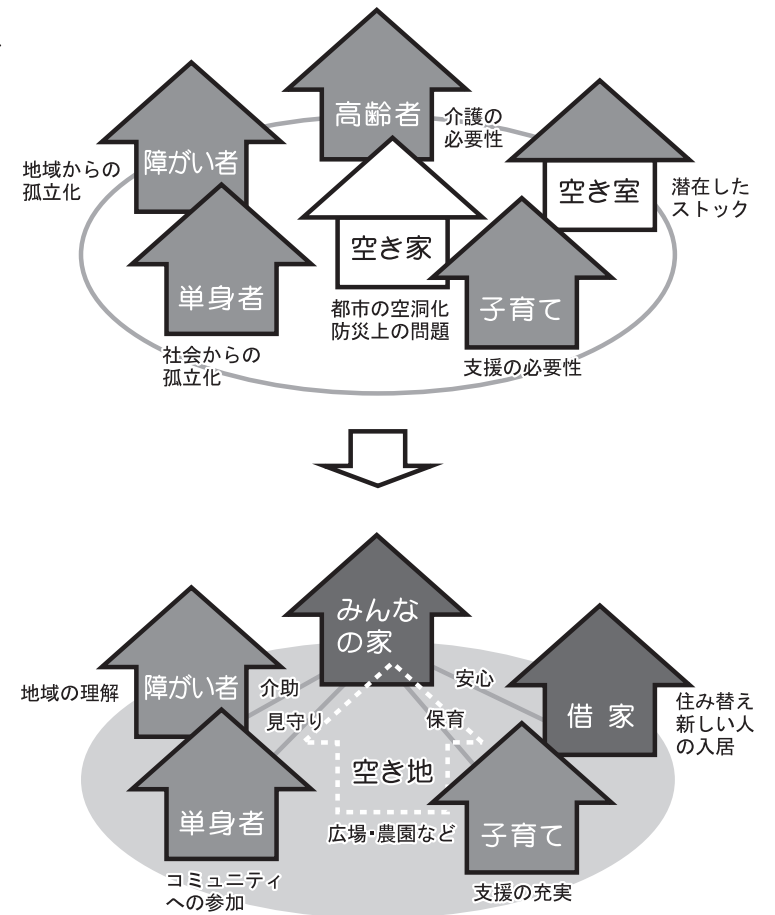 高齢者
介護の
必要性
障がい者
地域からの
孤立化
空き室
潜在した
ストック
空き家
都市の空洞化
防災上の問題
単身者
社会からの
孤立化
子育て
支援の必要性
みんな
の家
障がい者
地域の理解
介助
見守り
安心
保育
借家
住み替え
新しい人
の入居
空き地
広場・農園など
単身者
コミュニティ
への参加
子育て
支援の充実